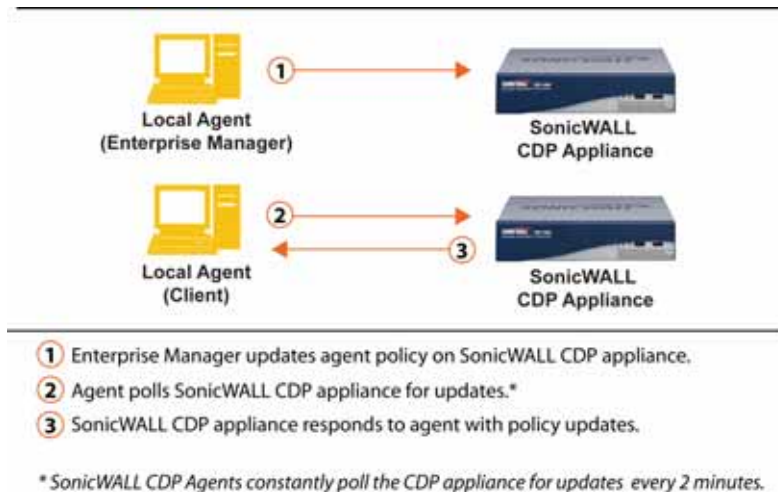 1
Local Agent
(Enterprise Manager)
SonicWALL
CDP Appliance
2
3
Local Agent
(Client)
SonicWALL
CDP Appliance
1 Enterprise Manager updates agent policy on SonicWALL CDP appliance.
2 Agent polls SonicWALL CDP appliance for updates.*
3 SonicWALL CDP appliance responds to agent with policy updates.
* SonicWALL CDP Agents constantly poll the CDP appliance for updates every 2 minutes.